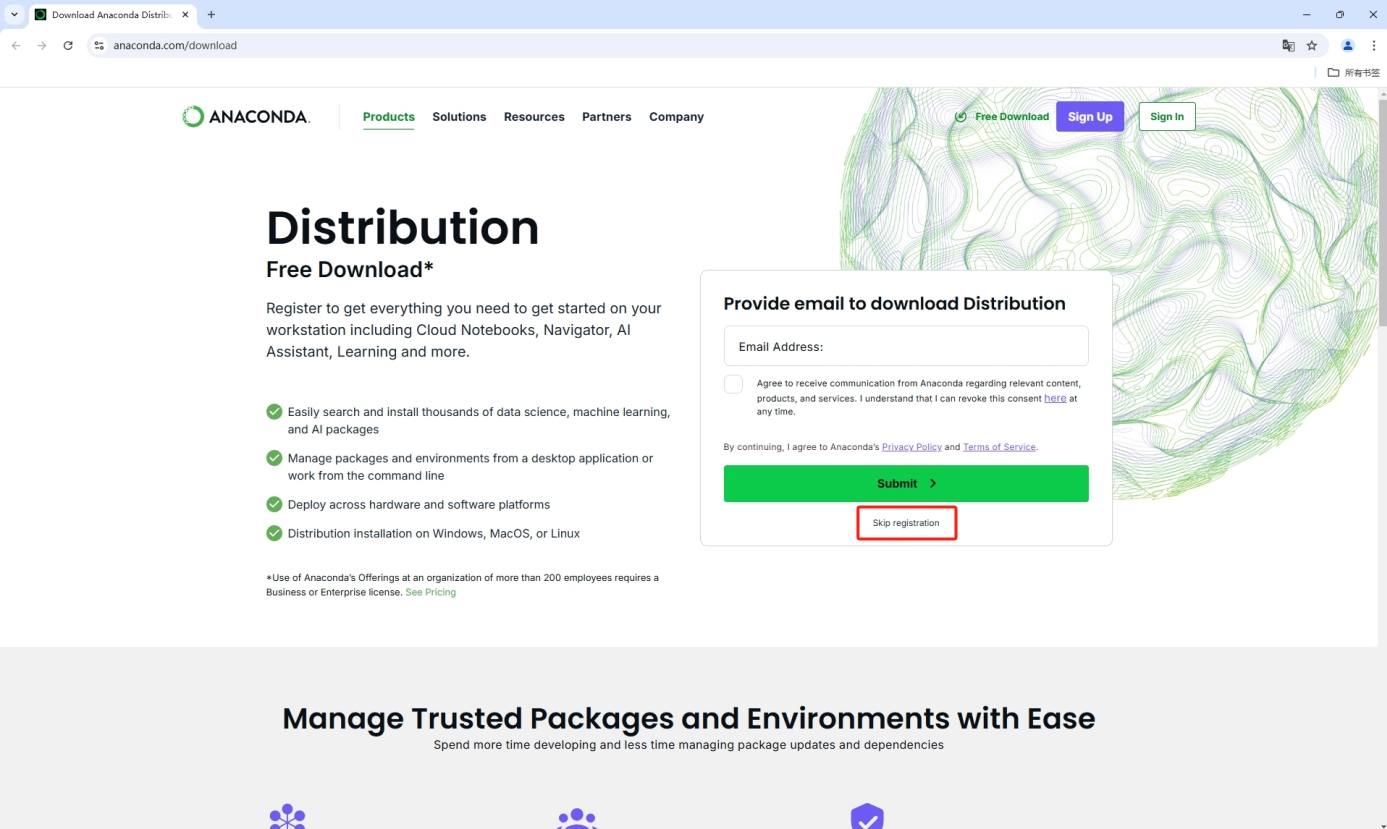 Download Anaconda Distribu
anaconda.com/download
所有书签
ANACONDA.
Products
Solutions
Resources
Partners
Company
Free Download
Sign Up
Sign In
Distribution
Free Download*
Register to get everything you need to get started on your
workstation including Cloud Notebooks, Navigator, AI
Assistant, Learning and more.
Easily search and install thousands of data science, machine learning,
and AI packages
Manage packages and environments from a desktop application or
work from the command line
Deploy across hardware and software platforms
Distribution installation on Windows, MacOS, or Linux
*Use of Anaconda's Offerings at an organization of more than 200 employees requires a
Business or Enterprise license. See Pricing
Provide email to download Distribution
Email Address:
Agree to receive communication from Anaconda regarding relevant content,
products, and services. I understand that I can revoke this consent here at
any time.
By continuing, I agree to Anaconda's Privacy Policy and Terms of Service.
Submit
Skip registration
Manage Trusted Packages and Environments with Ease
Spend more time developing and less time managing package updates and dependencies